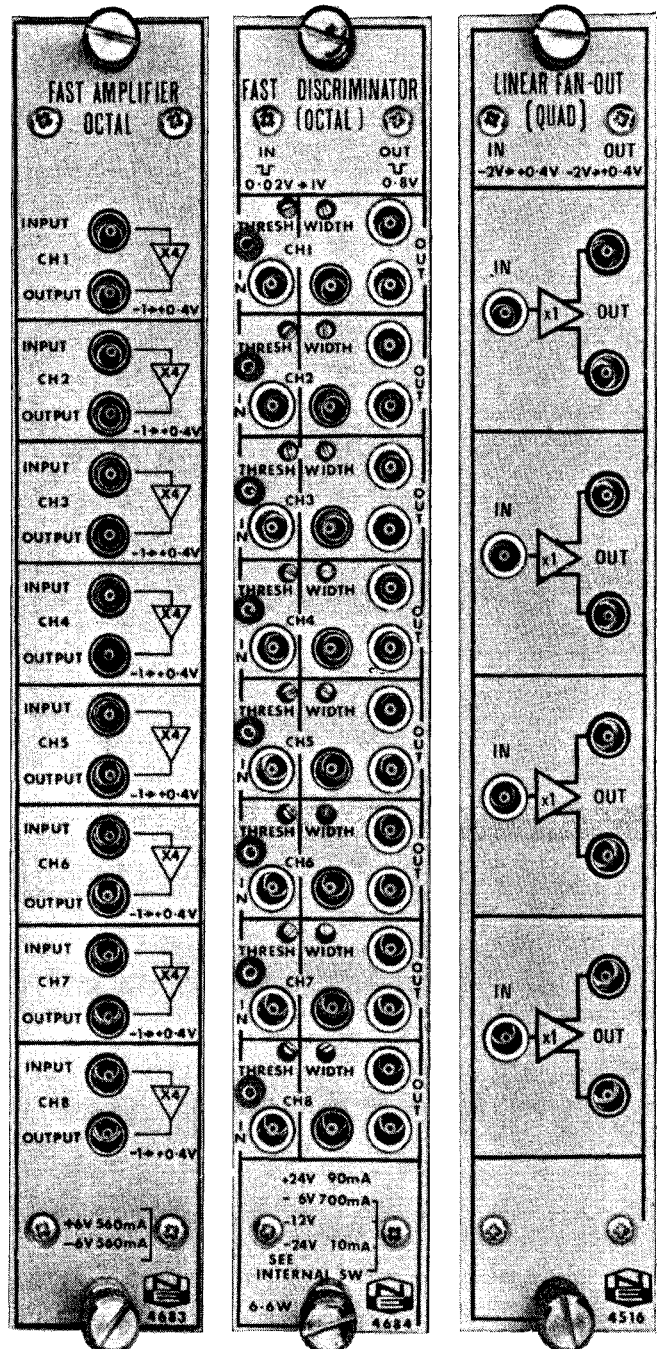 FAST AMPLIFIER
OCTAL
INPUT
X4
CH1
OUTPUT
-1→+0·4V
INPUT
X4
CH2
OUTPUT
-1→+0·4V
INPUT
X4
CH3
OUTPUT
-1→+0·4V
INPUT
X4
CH4
OUTPUT
-1→+0·4V
INPUT
X4
CH5
OUTPUT
-1→+0·4V
INPUT
X4
CH6
OUTPUT
-1→+0·4V
INPUT
X4
CH7
OUTPUT
-1→+0·4V
INPUT
X4
CH8
OUTPUT
-1→+0·4V
+6V 560mA
-6V 360mA
4683
FAST DISCRIMINATOR
(OCTAL)
IN OUT
0·02V→1V 0·8V
THRESH WIDTH
CH1
IN
OUT
THRESH WIDTH
CH2
IN
OUT
THRESH WIDTH
CH3
IN
OUT
THRESH WIDTH
CH4
IN
OUT
THRESH WIDTH
CH5
IN
OUT
THRESH WIDTH
CH6
IN
OUT
THRESH WIDTH
CH7
IN
OUT
THRESH WIDTH
CH8
IN
OUT
+24V 90mA
- 6V 700mA
-12V
-24V 10mA
SEE
INTERNAL SW
6·6W
4684
LINEAR FAN-OUT
(QUAD)
IN OUT
-2V→+0·4V -2V→+0·4V
IN
x1 OUT
IN
x1 OUT
IN
x1 OUT
IN
x1 OUT
4516